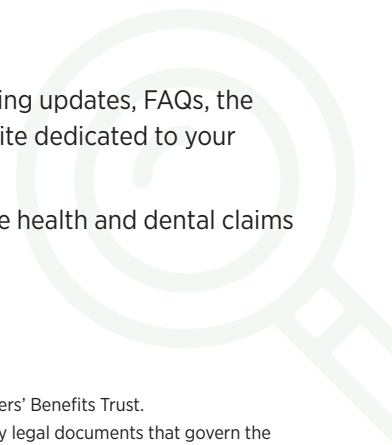 ing updates, FAQs, the
ite dedicated to your
e health and dental claims
ers’ Benefits Trust.
y legal documents that govern the